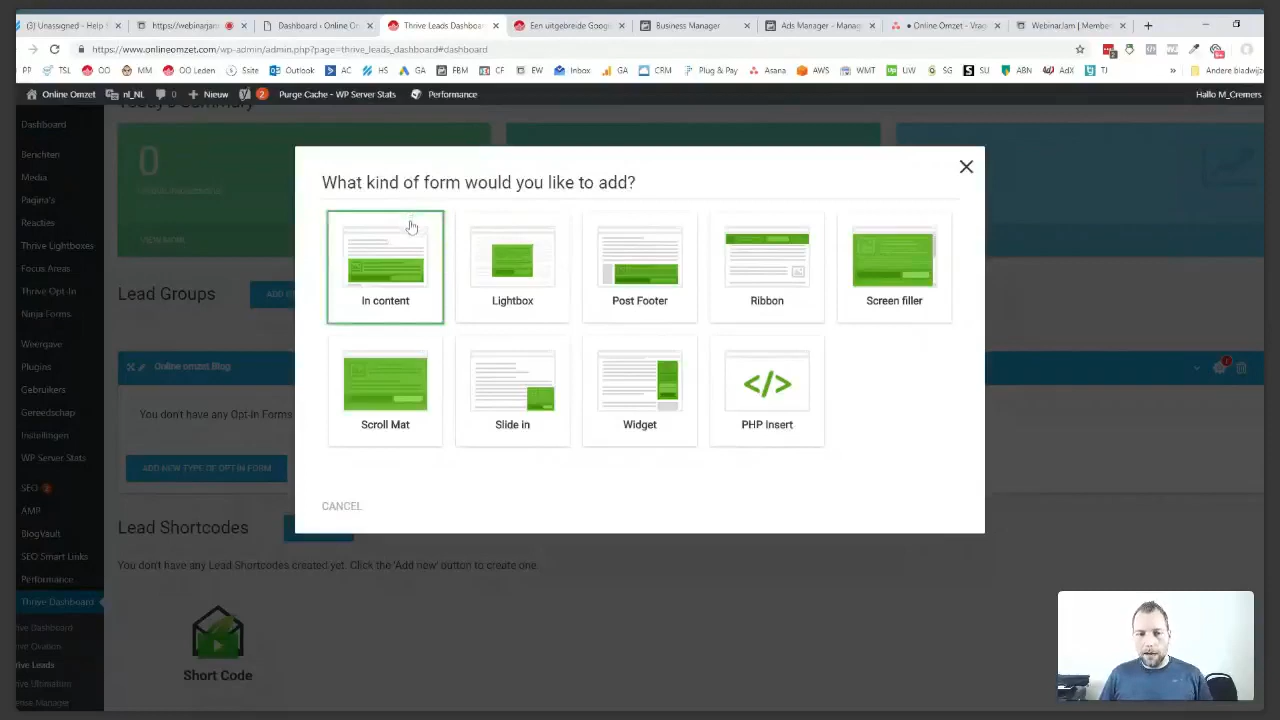 (3) Unassigned - Help
https://webinarjam
Dashboard ‹ Online O
Thrive Leads Dashboa
Een uitgebreide Google
Business Manager
Ads Manager - Manag
● Online Omzet - Vrag
WebinarJam | Membe
https://www.onlineomzet.com/wp-admin/admin.php?page=thrive_leads_dashboard#dashboard
PP TSL OO MM OO Leden Ssite Outlook AC HS GA FBM CF EW Inbox GA CRM Plug & Pay Asana AWS WMT UW SG SU ABN AdX TJ » Andere bladwijz
Online Omzet nl_NL 0 + Nieuw 2 Purge Cache - WP Server Stats Performance Hallo M_Cremers
Today's Summary
Dashboard
Berichten
Media
Pagina's
Reacties
Thrive Lightboxes
Focus Areas
Thrive Opt-In
Ninja Forms
Weergave
Plugins
Gebruikers
Gereedschap
Instellingen
WP Server Stats
SEO 2
AMP
BlogVault
SEO Smart Links
Performance
Thrive Dashboard
Thrive Leads
0
VIEW MORE
Lead Groups
Online omzet Blog
You don't have any Opt-In Forms
ADD NEW TYPE OF OPT IN FORM
Lead Shortcodes
You don't have any Lead Shortcodes created yet. Click the 'Add new' button to create one.
Short Code
What kind of form would you like to add?
In content
Lightbox
Post Footer
Ribbon
Screen filler
Scroll Mat
Slide in
Widget
</>
PHP Insert
CANCEL